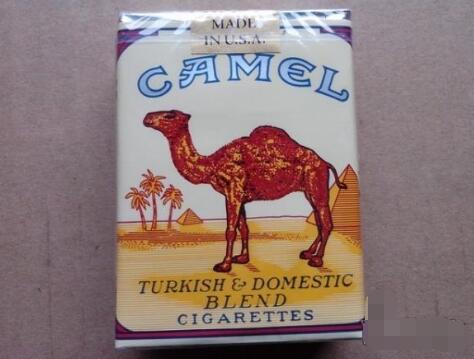 MADE
IN U.S.A.
CAMEL
TURKISH & DOMESTIC
BLEND
CIGARETTES